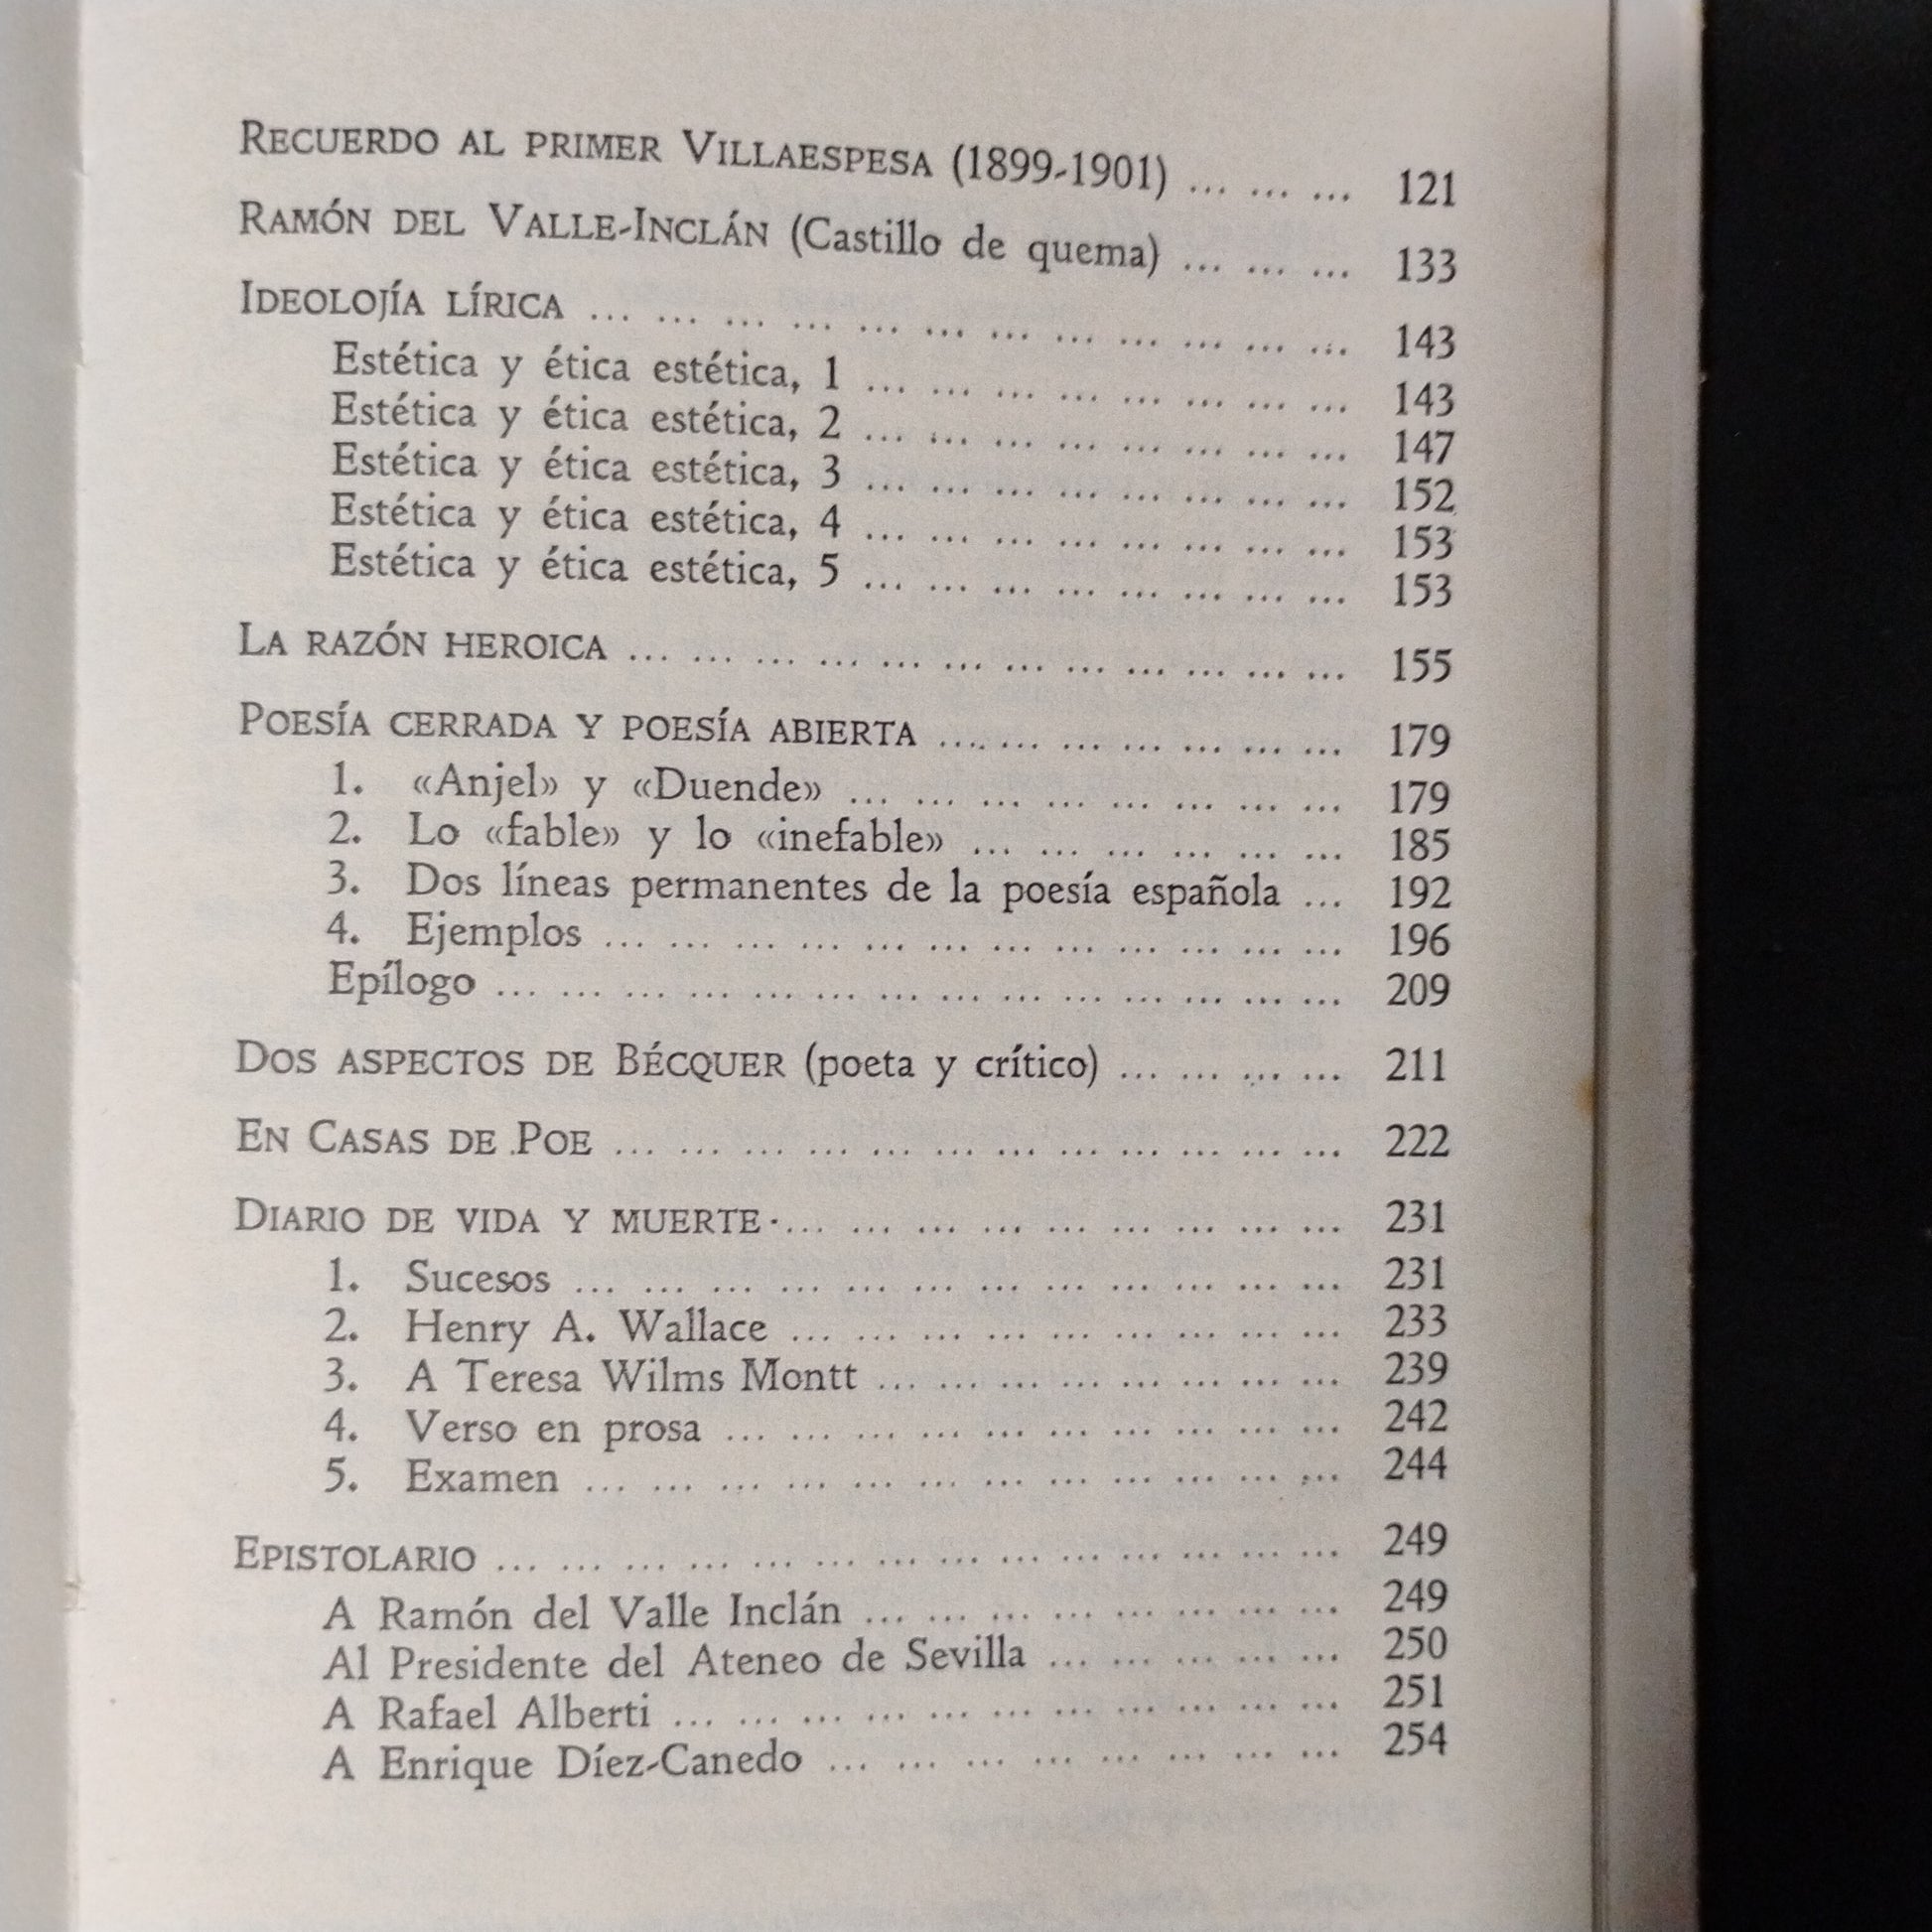 RECUERDO AL PRIMER VILLAESPESA (1899-1901) ... ... ... 121
RAMÓN DEL VALLE-INCLÁN (Castillo de quema) ... ... ... 133
IDEOLOJÍA LÍRICA ... ... ... ... ... ... ... ... ... ... ... ... 143
Estética y ética estética, 1 ... ... ... ... ... ... ... ... 143
Estética y ética estética, 2 ... ... ... ... ... ... ... ... 147
Estética y ética estética, 3 ... ... ... ... ... ... ... ... 152
Estética y ética estética, 4 ... ... ... ... ... ... ... ... 153
Estética y ética estética, 5 ... ... ... ... ... ... ... ... 153
LA RAZÓN HEROICA ... ... ... ... ... ... ... ... ... ... ... ... 155
POESÍA CERRADA Y POESÍA ABIERTA ... ... ... ... ... ... ... 179
1. «Anjel» y «Duende» ... ... ... ... ... ... ... ... 179
2. Lo «fable» y lo «inefable» ... ... ... ... ... ... 185
3. Dos líneas permanentes de la poesía española ... 192
4. Ejemplos ... ... ... ... ... ... ... ... ... ... ... ... 196
Epílogo ... ... ... ... ... ... ... ... ... ... ... ... ... ... 209
DOS ASPECTOS DE BÉCQUER (poeta y crítico) ... ... ... ... 211
EN CASAS DE POE ... ... ... ... ... ... ... ... ... ... ... ... 222
DIARIO DE VIDA Y MUERTE ... ... ... ... ... ... ... ... ... 231
1. Sucesos ... ... ... ... ... ... ... ... ... ... ... ... 231
2. Henry A. Wallace ... ... ... ... ... ... ... ... ... 233
3. A Teresa Wilms Montt ... ... ... ... ... ... ... ... 239
4. Verso en prosa ... ... ... ... ... ... ... ... ... ... 242
5. Examen ... ... ... ... ... ... ... ... ... ... ... ... 244
EPISTOLARIO ... ... ... ... ... ... ... ... ... ... ... ... ... ... 249
A Ramón del Valle Inclán ... ... ... ... ... ... ... ... 249
Al Presidente del Ateneo de Sevilla ... ... ... ... ... 250
A Rafael Alberti ... ... ... ... ... ... ... ... ... ... ... 251
A Enrique Díez-Canedo ... ... ... ... ... ... ... ... 254